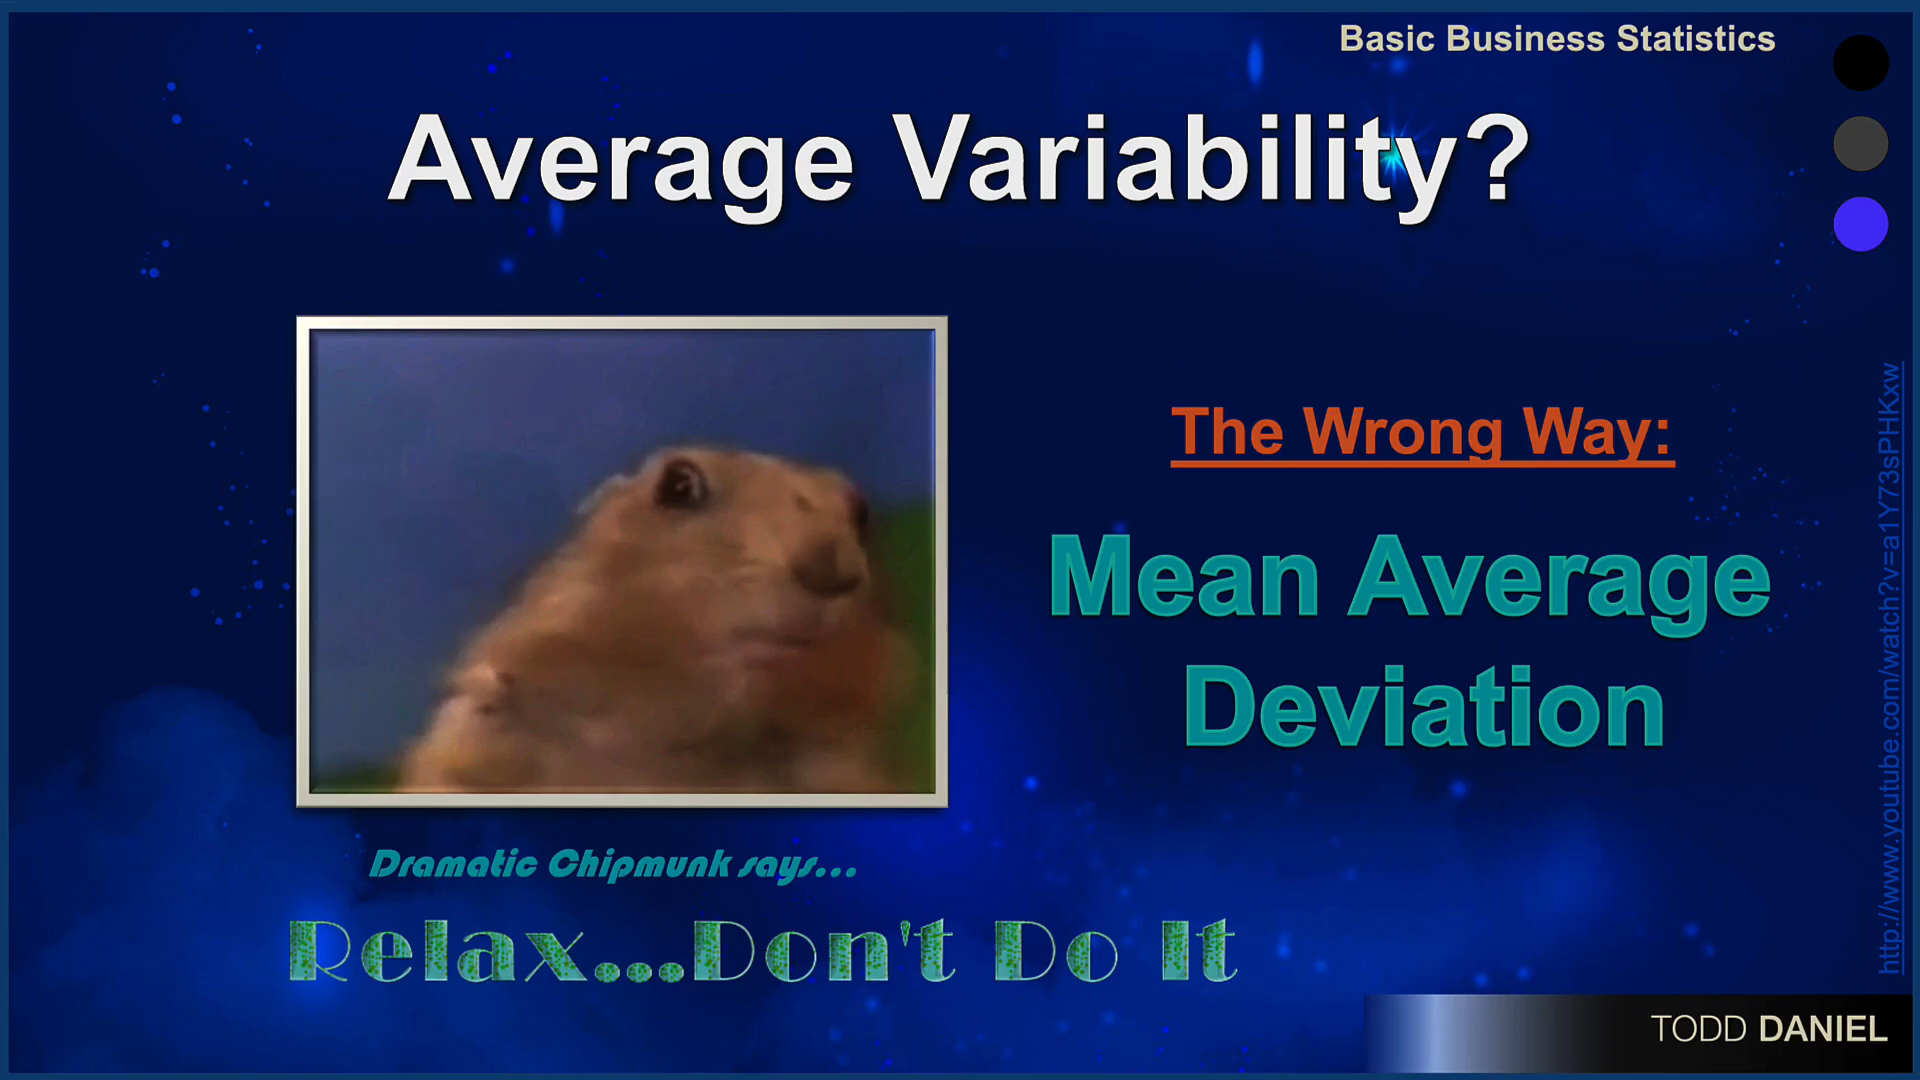 Basic Business Statistics
Average Variability?
The Wrong Way:
Mean Average
Deviation
Dramatic Chipmunk says...
Relax...Don't Do It
http://www.youtube.com/watch?v=a1Y73sPHKxw
TODD DANIEL